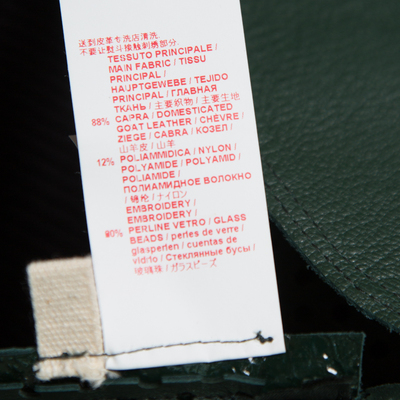 送到皮革专洗店清洗.
不要让熨斗接触刺绣部分.
TESSUTO PRINCIPALE /
MAIN FABRIC / TISSU
PRINCIPAL /
HAUPTGEWEBE / TEJIDO
PRINCIPAL / ГЛАВНАЯ
ТКАНЬ / 主要织物 / 主要生地
88% CAPRA / DOMESTICATED
GOAT LEATHER / CHÈVRE /
ZIEGE / CABRA / КОЗЕЛ /
山羊皮 / 山羊
12% POLIAMMIDICA / NYLON /
POLYAMIDE / POLYAMID /
POLIAMIDE /
ПОЛИАМИДНОЕ ВОЛОКНО
/ 锦纶 / ナイロン
EMBROIDERY /
EMBROIDERY /
90% PERLINE VETRO / GLASS
BEADS / perles de verre /
glasperlen / cuentas de
vidrio / Стеклянные бусы /
玻璃珠 / ガラスビーズ